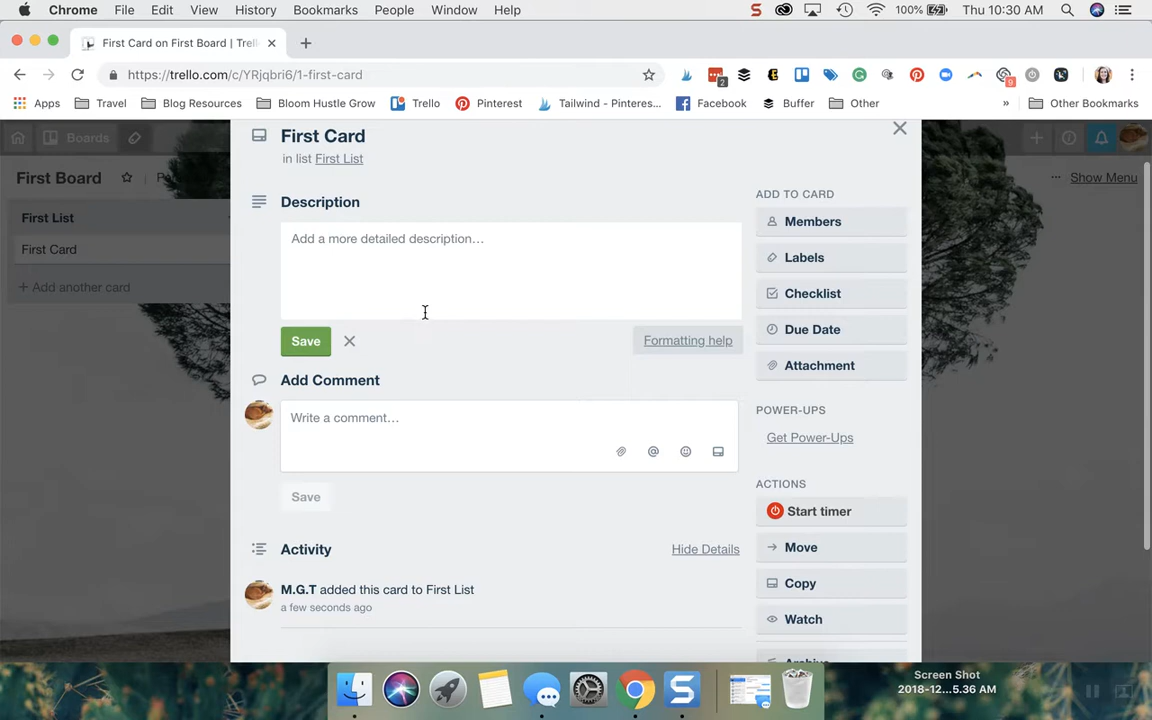 Chrome File Edit View History Bookmarks People Window Help
100% Thu 10:30 AM
First Card on First Board | Trell
https://trello.com/c/YRjqbri6/1-first-card
2
9
Apps Travel Blog Resources Bloom Hustle Grow Trello Pinterest Tailwind - Pinteres... Facebook Buffer Other » Other Bookmarks
Boards
First Board
... Show Menu
First List
First Card
+ Add another card
First Card
in list First List
Description
Add a more detailed description...
Save
Formatting help
Add Comment
Write a comment...
@
Save
Activity
Hide Details
M.G.T added this card to First List
a few seconds ago
ADD TO CARD
Members
Labels
Checklist
Due Date
Attachment
POWER-UPS
Get Power-Ups
ACTIONS
Start timer
Move
Copy
Watch
Archive
Screen Shot
2018-12...5.36 AM